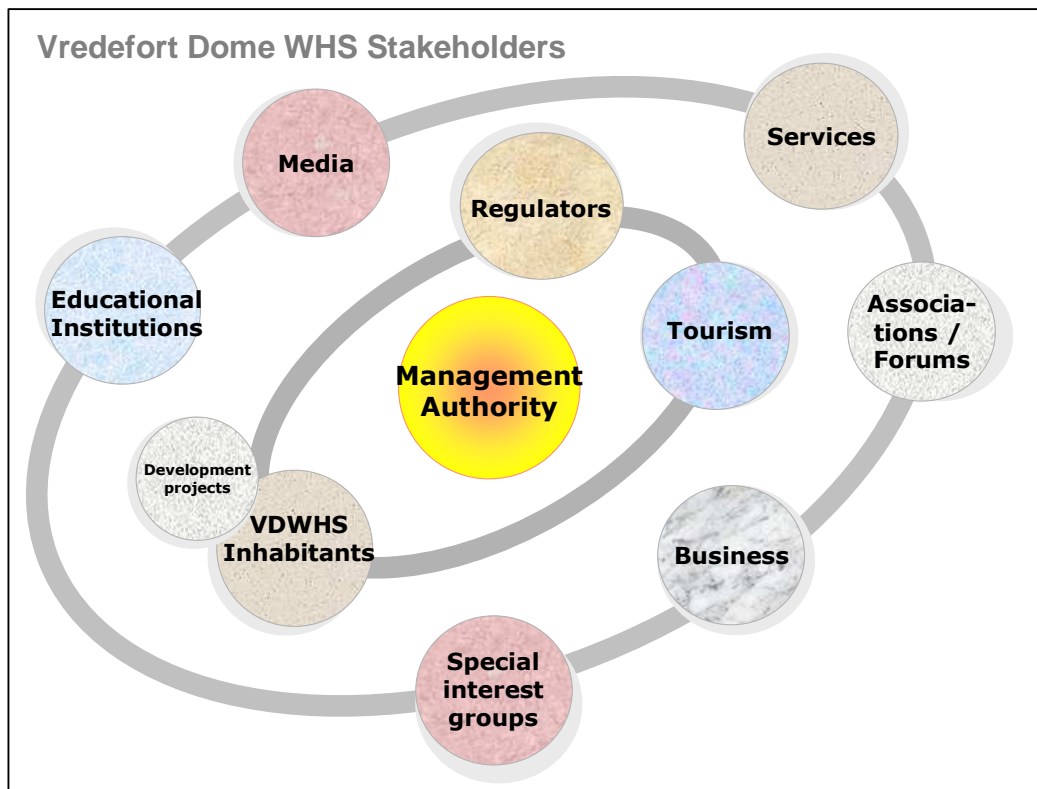 Vredefort Dome WHS Stakeholders
Services
Media
Regulators
Educational
Institutions
Associa-
tions /
Forums
Tourism
Management
Authority
Development
projects
VDWHS
Inhabitants
Business
Special
interest
groups